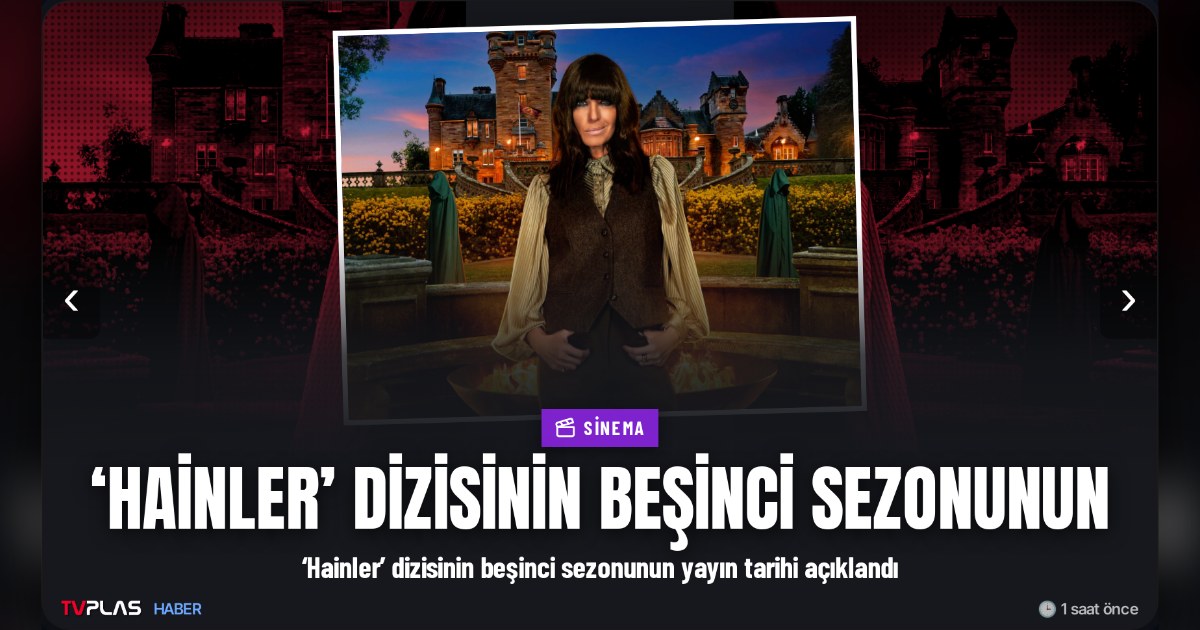 SİNEMA
‘HAİNLER’ DİZİSİNİN BEŞİNCİ SEZONUNUN
‘Hainler’ dizisinin beşinci sezonunun yayın tarihi açıklandı
TVPLAS HABER
1 saat önce